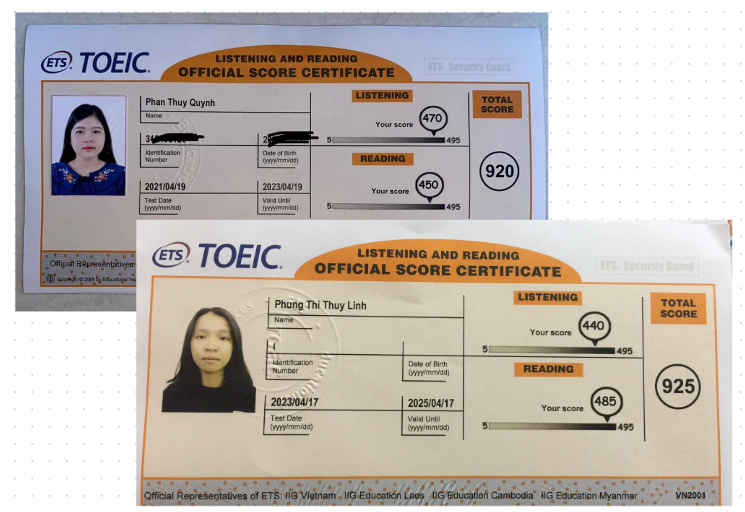 ETS. TOEIC.
LISTENING AND READING
OFFICIAL SCORE CERTIFICATE
ETS. Security Guard
Phan Thuy Quynh
Name
Identification
Number
Date of Birth
(yyyy/mm/dd)
2021/04/19
Test Date
(yyyy/mm/dd)
2023/04/19
Valid Until
(yyyy/mm/dd)
LISTENING
Your score
470
5
495
READING
Your score
450
5
495
TOTAL
SCORE
920
Official Representatives
ETS. TOEIC.
LISTENING AND READING
OFFICIAL SCORE CERTIFICATE
ETS. Security Guard
Phung Thi Thuy Linh
Name
Identification
Number
Date of Birth
(yyyy/mm/dd)
2023/04/17
Test Date
(yyyy/mm/dd)
2025/04/17
Valid Until
(yyyy/mm/dd)
LISTENING
Your score
440
5
495
READING
Your score
485
5
495
TOTAL
SCORE
925
Official Representatives of ETS: IIG Vietnam IIG Education Laos IIG Education Cambodia IIG Education Myanmar VN2001